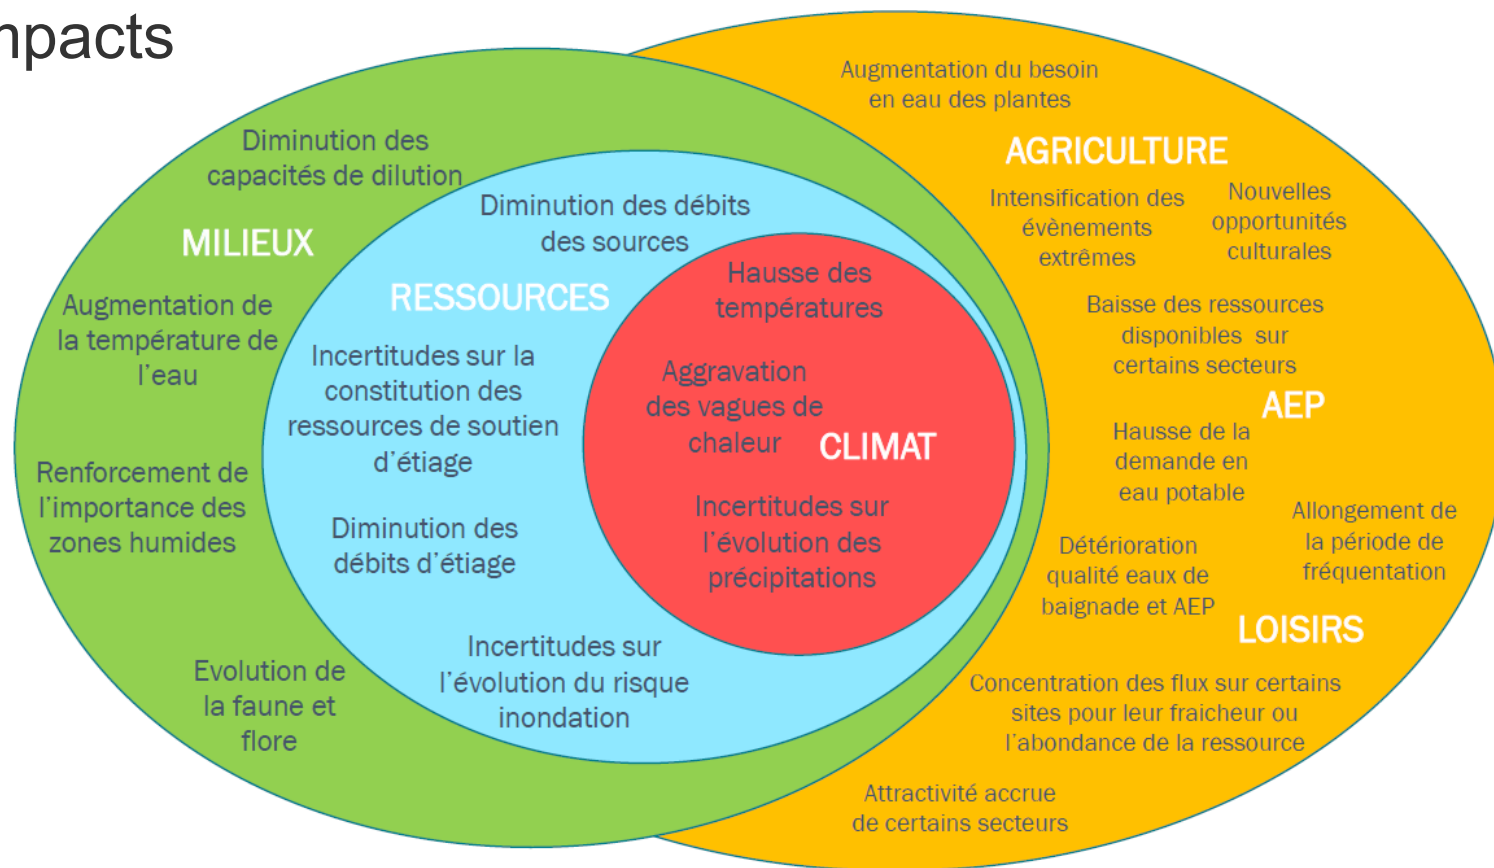 mpacts
Diminution des
capacités de dilution
MILIEUX
Augmentation de
la température de
l'eau
Renforcement de
l'importance des
zones humides
Evolution de
la faune et
flore
Diminution des débits
des sources
RESSOURCES
Incertitudes sur la
constitution des
ressources de soutien
d'étiage
Diminution des
débits d'étiage
Incertitudes sur
l'évolution du risque
inondation
Hausse des
températures
Aggravation
des vagues de
chaleur
CLIMAT
Incertitudes sur
l'évolution des
précipitations
Augmentation du besoin
en eau des plantes
AGRICULTURE
Intensification des
évènements
extrêmes
Nouvelles
opportunités
culturales
Baisse des ressources
disponibles sur
certains secteurs
AEP
Hausse de la
demande en
eau potable
Allongement de
la période de
fréquentation
Détérioration
qualité eaux de
baignade et AEP
LOISIRS
Concentration des flux sur certains
sites pour leur fraicheur ou
l'abondance de la ressource
Attractivité accrue
de certains secteurs